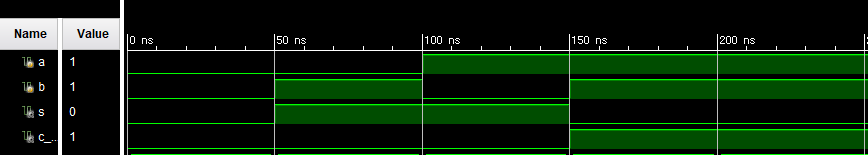 Name Value
0 ns 50 ns 100 ns 150 ns 200 ns
a 1
b 1
s 0
c_... 1